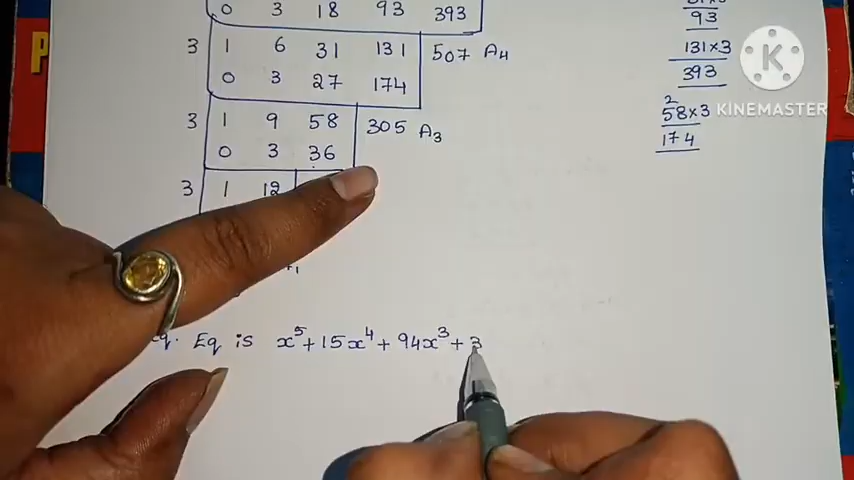 0 3 18 93 393
93
3 1 6 31 131 507 A4
0 3 27 174
131×3
393
3 1 9 58 305 A3
0 3 36
2
58×3
174
3 1 12
KINEMASTER
Eq is x⁵+15x⁴+94x³+3